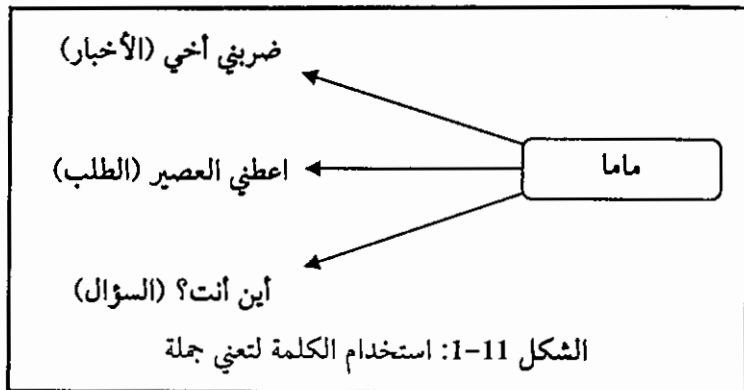 ضربني أخي (الأخبار)
ماما
اعطني العصير (الطلب)
أين أنت؟ (السؤال)
الشكل 11-1: استخدام الكلمة لتعني جملة